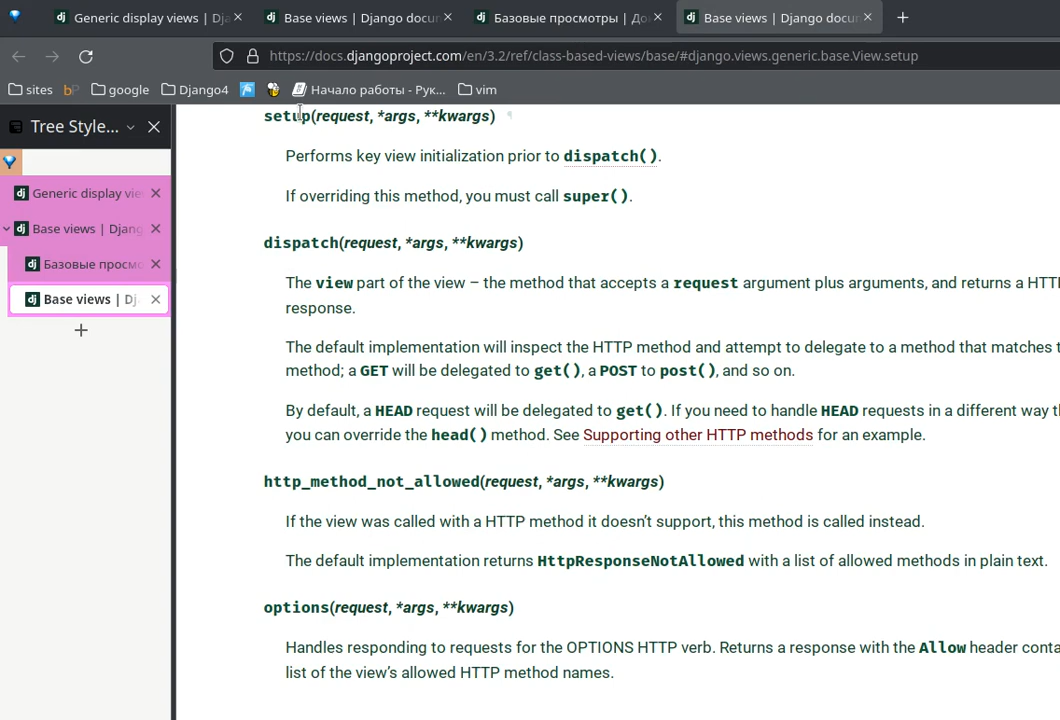 Generic display views | Dja
Base views | Django docur
Базовые просмотры | До
Base views | Django docur
https://docs.djangoproject.com/en/3.2/ref/class-based-views/base/#django.views.generic.base.View.setup
sites
bP
google
Django4
Начало работы - Рук...
vim
Tree Style...
Generic display vie
Base views | Djang
Базовые просмо
Base views | Dj
setup(request, *args, **kwargs) ¶
Performs key view initialization prior to dispatch().
If overriding this method, you must call super().
dispatch(request, *args, **kwargs)
The view part of the view – the method that accepts a request argument plus arguments, and returns a HTT
response.
The default implementation will inspect the HTTP method and attempt to delegate to a method that matches t
method; a GET will be delegated to get(), a POST to post(), and so on.
By default, a HEAD request will be delegated to get(). If you need to handle HEAD requests in a different way th
you can override the head() method. See Supporting other HTTP methods for an example.
http_method_not_allowed(request, *args, **kwargs)
If the view was called with a HTTP method it doesn’t support, this method is called instead.
The default implementation returns HttpResponseNotAllowed with a list of allowed methods in plain text.
options(request, *args, **kwargs)
Handles responding to requests for the OPTIONS HTTP verb. Returns a response with the Allow header conta
list of the view’s allowed HTTP method names.